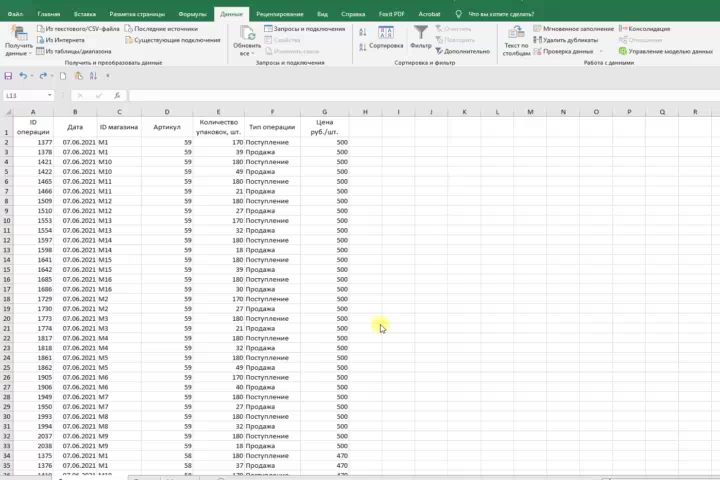 Файл Главная Вставка Разметка страницы Формулы Данные Рецензирование Вид Справка Foxit PDF Acrobat Что вы хотите сделать?
Получить данные
Из текстового/CSV-файла
Из Интернета
Из таблицы/диапазона
Последние источники
Существующие подключения
Обновить все
Запросы и подключения
Свойства
Изменить связи
Сортировка
Фильтр
Очистить
Повторить
Дополнительно
Текст по столбцам
Мгновенное заполнение
Удалить дубликаты
Проверка данных
Консолидация
Отношения
Управление моделью данных
Получить и преобразовать данные Запросы и подключения Сортировка и фильтр Работа с данными
L13
A B C D E F G H I J K L M N O P Q R
1 ID операции Дата ID магазина Артикул Количество упаковок, шт. Тип операции Цена руб./шт.
2 1377 07.06.2021 M1 59 170 Поступление 500
3 1378 07.06.2021 M1 59 39 Продажа 500
4 1421 07.06.2021 M10 59 180 Поступление 500
5 1422 07.06.2021 M10 59 49 Продажа 500
6 1465 07.06.2021 M11 59 180 Поступление 500
7 1466 07.06.2021 M11 59 21 Продажа 500
8 1509 07.06.2021 M12 59 180 Поступление 500
9 1510 07.06.2021 M12 59 27 Продажа 500
10 1553 07.06.2021 M13 59 170 Поступление 500
11 1554 07.06.2021 M13 59 32 Продажа 500
12 1597 07.06.2021 M14 59 180 Поступление 500
13 1598 07.06.2021 M14 59 18 Продажа 500
14 1641 07.06.2021 M15 59 180 Поступление 500
15 1642 07.06.2021 M15 59 39 Продажа 500
16 1685 07.06.2021 M16 59 180 Поступление 500
17 1686 07.06.2021 M16 59 30 Продажа 500
18 1729 07.06.2021 M2 59 170 Поступление 500
19 1730 07.06.2021 M2 59 27 Продажа 500
20 1773 07.06.2021 M3 59 180 Поступление 500
21 1774 07.06.2021 M3 59 21 Продажа 500
22 1817 07.06.2021 M4 59 180 Поступление 500
23 1818 07.06.2021 M4 59 32 Продажа 500
24 1861 07.06.2021 M5 59 180 Поступление 500
25 1862 07.06.2021 M5 59 49 Продажа 500
26 1905 07.06.2021 M6 59 170 Поступление 500
27 1906 07.06.2021 M6 59 40 Продажа 500
28 1949 07.06.2021 M7 59 180 Поступление 500
29 1950 07.06.2021 M7 59 27 Продажа 500
30 1993 07.06.2021 M8 59 180 Поступление 500
31 1994 07.06.2021 M8 59 32 Продажа 500
32 2037 07.06.2021 M9 59 180 Поступление 500
33 2038 07.06.2021 M9 59 18 Продажа 500
34 1375 07.06.2021 M1 58 180 Поступление 470
35 1376 07.06.2021 M1 58 37 Продажа 470